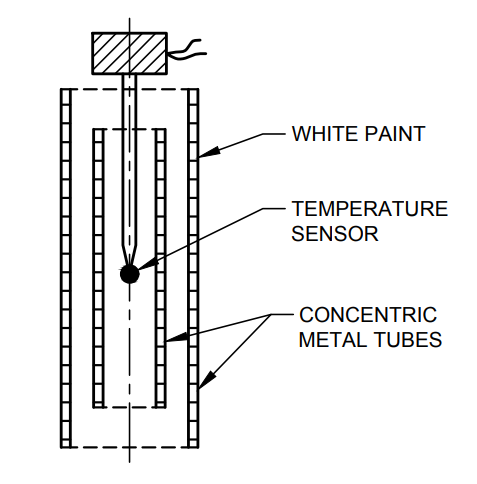 WHITE PAINT
TEMPERATURE
SENSOR
CONCENTRIC
METAL TUBES